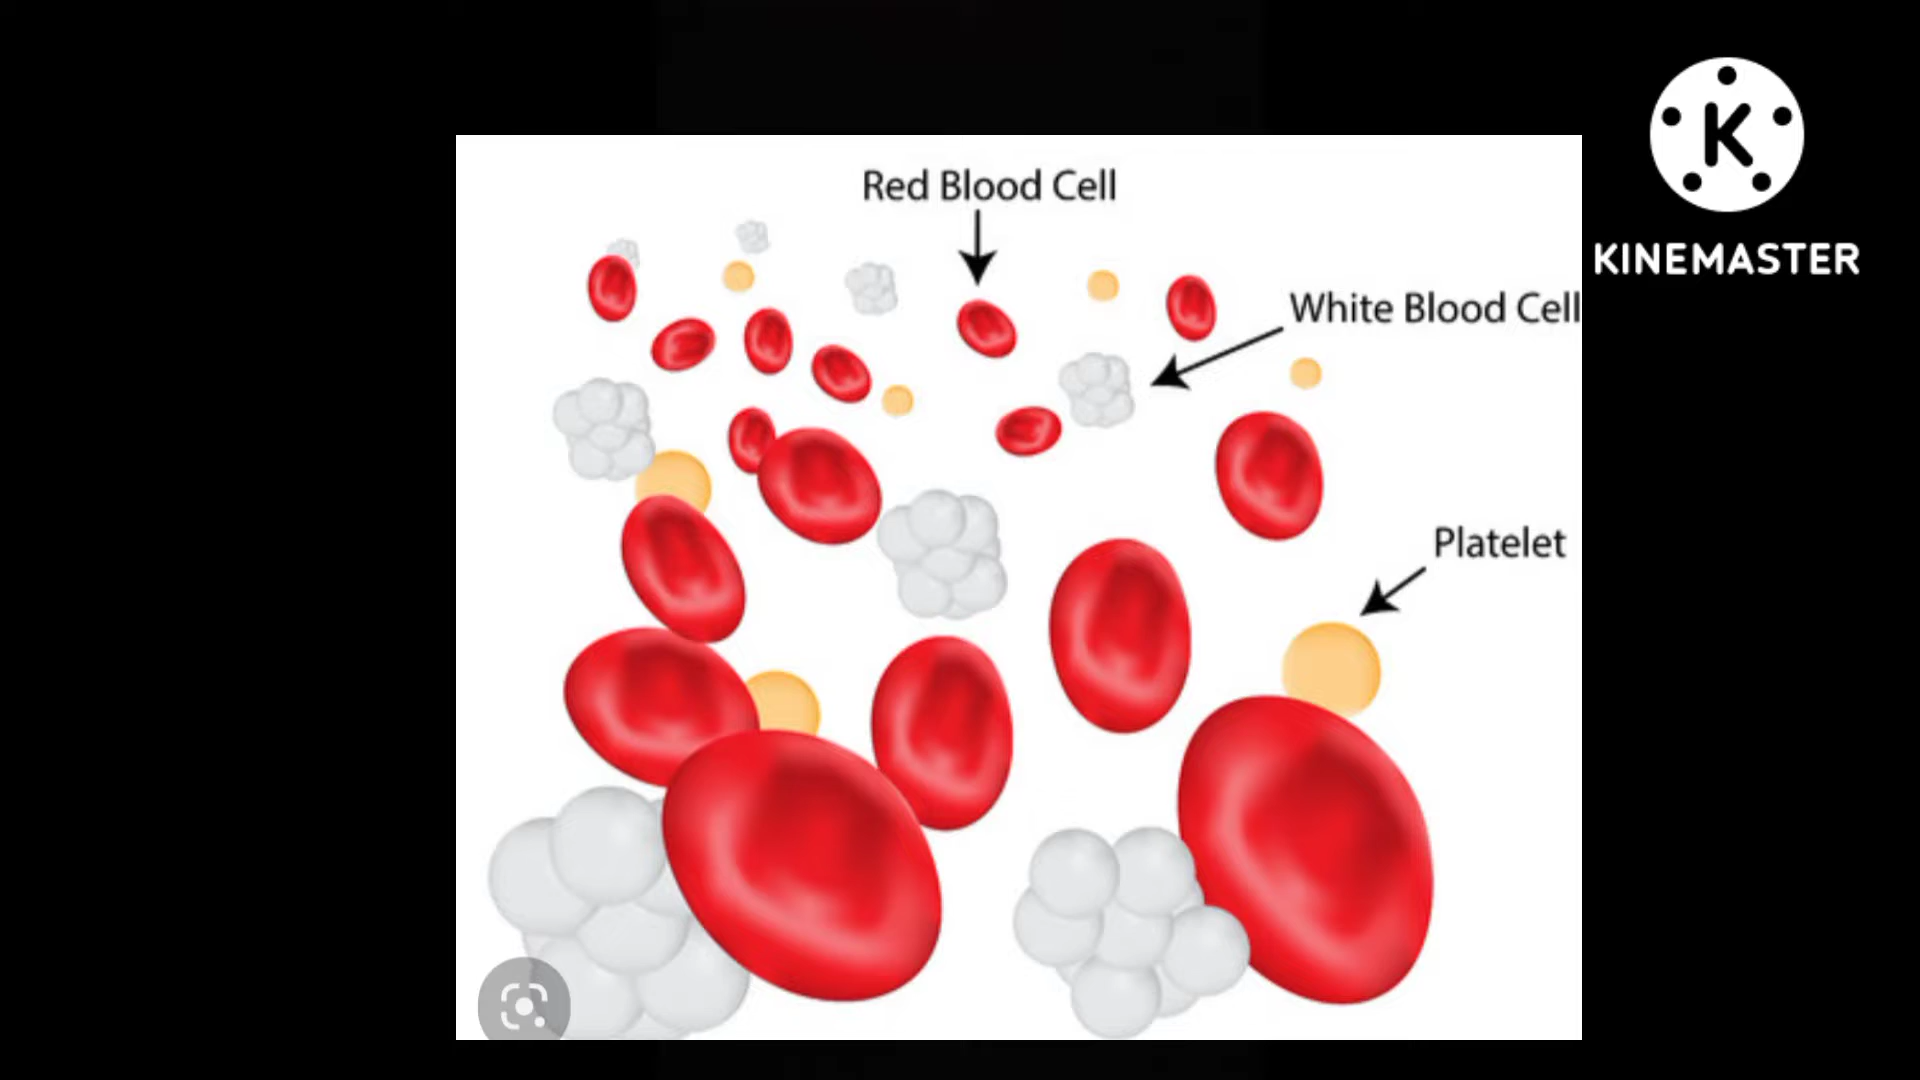 Red Blood Cell
K
KINEMASTER
White Blood Cell
Platelet